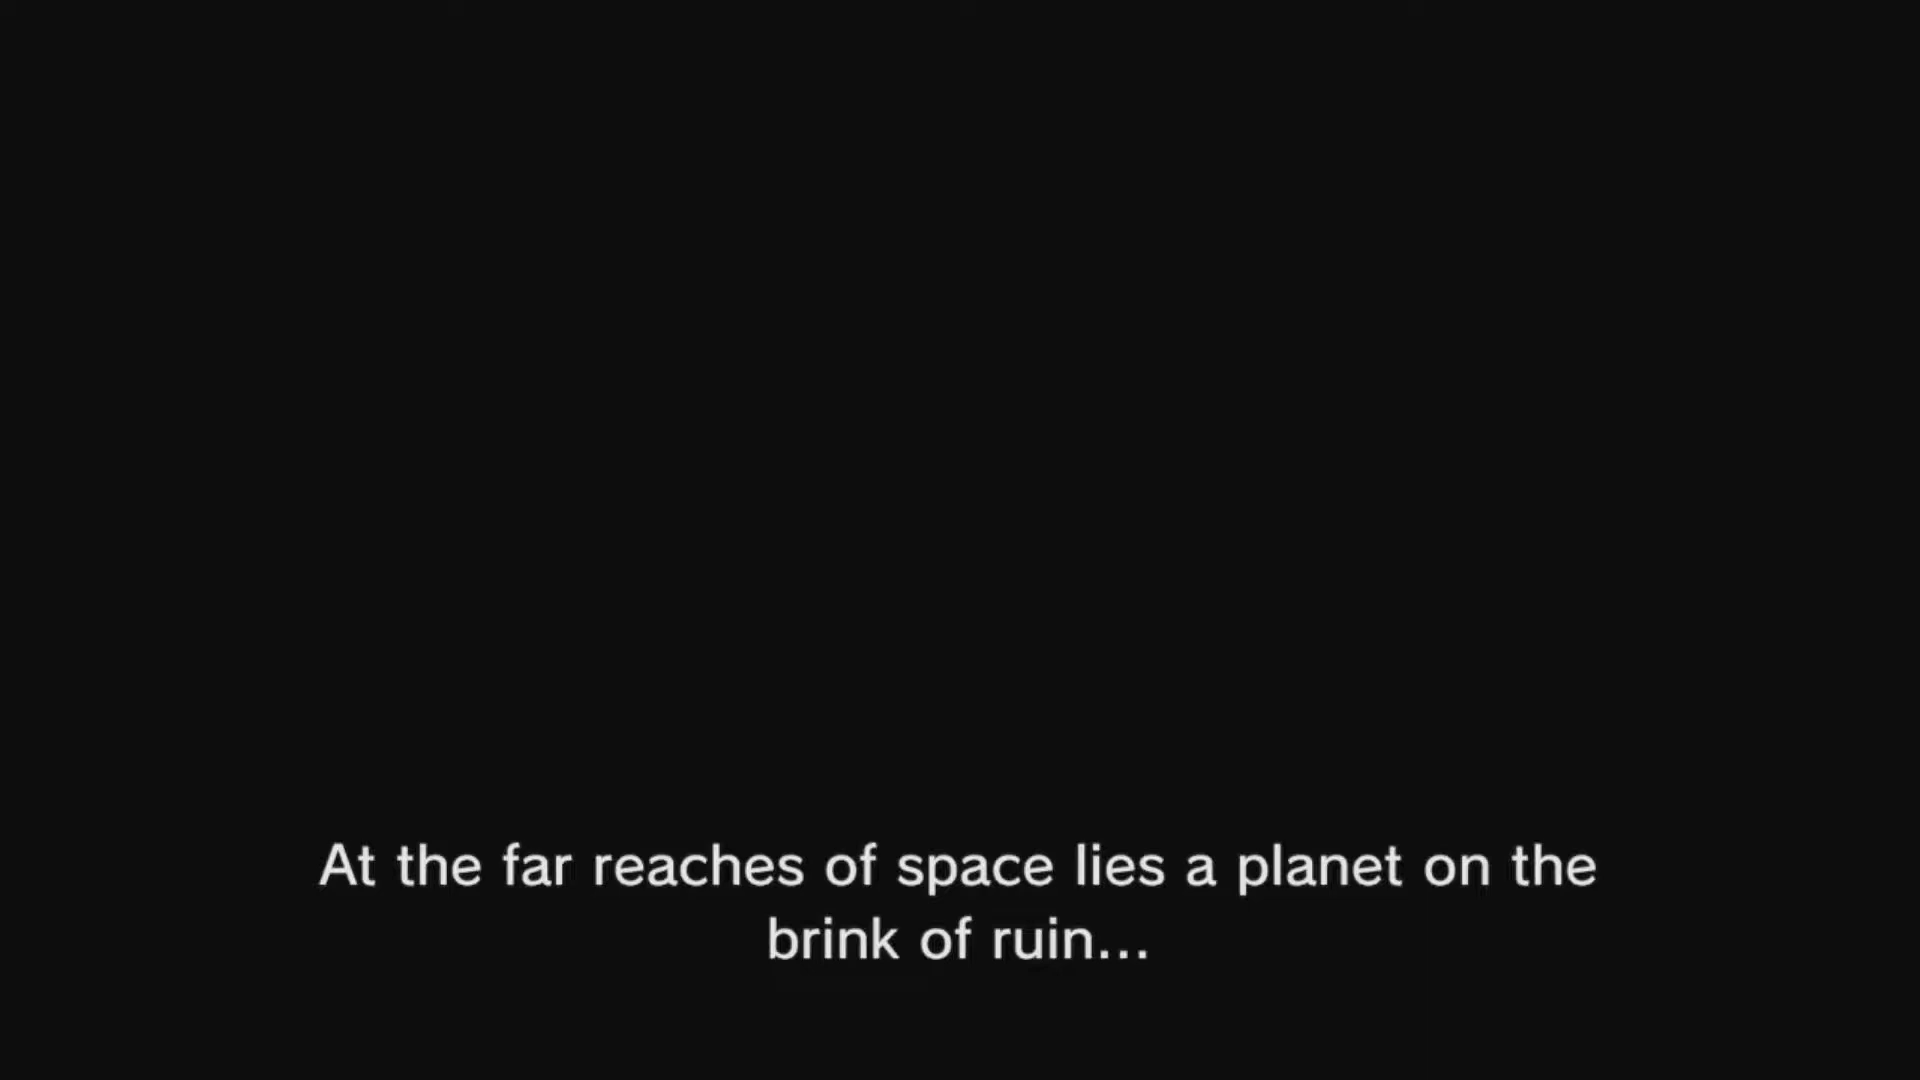 At the far reaches of space lies a planet on the
brink of ruin...